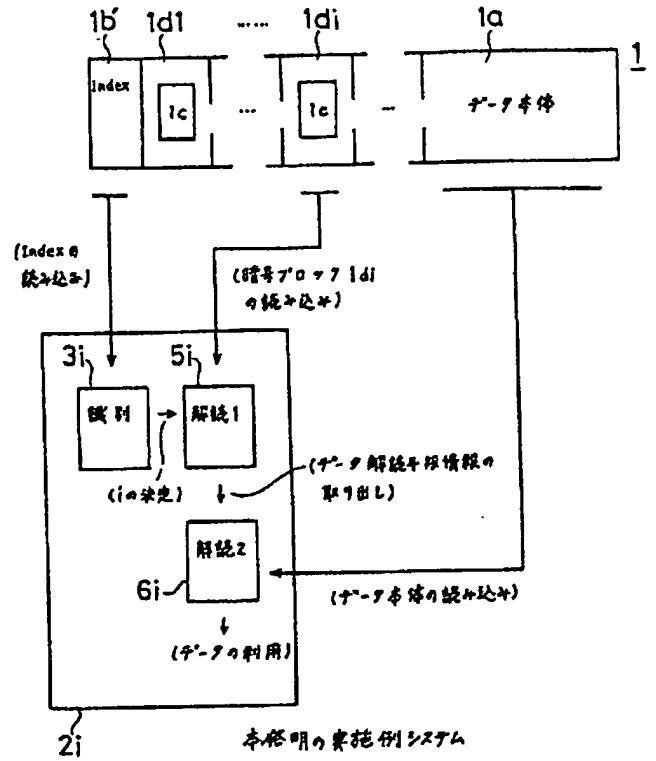 1b' 1d1 …… 1di 1a
1
Index
1c
…
1c
…
データ本体
(Indexの
読み込み)
(暗号ブロック1di
の読み込み)
3i
5i
識別
解読1
(iの決定)
(データ解読手段情報の
取り出し)
解読2
6i
(データ本体の読み込み)
(データの利用)
2i
本発明の実施例システム